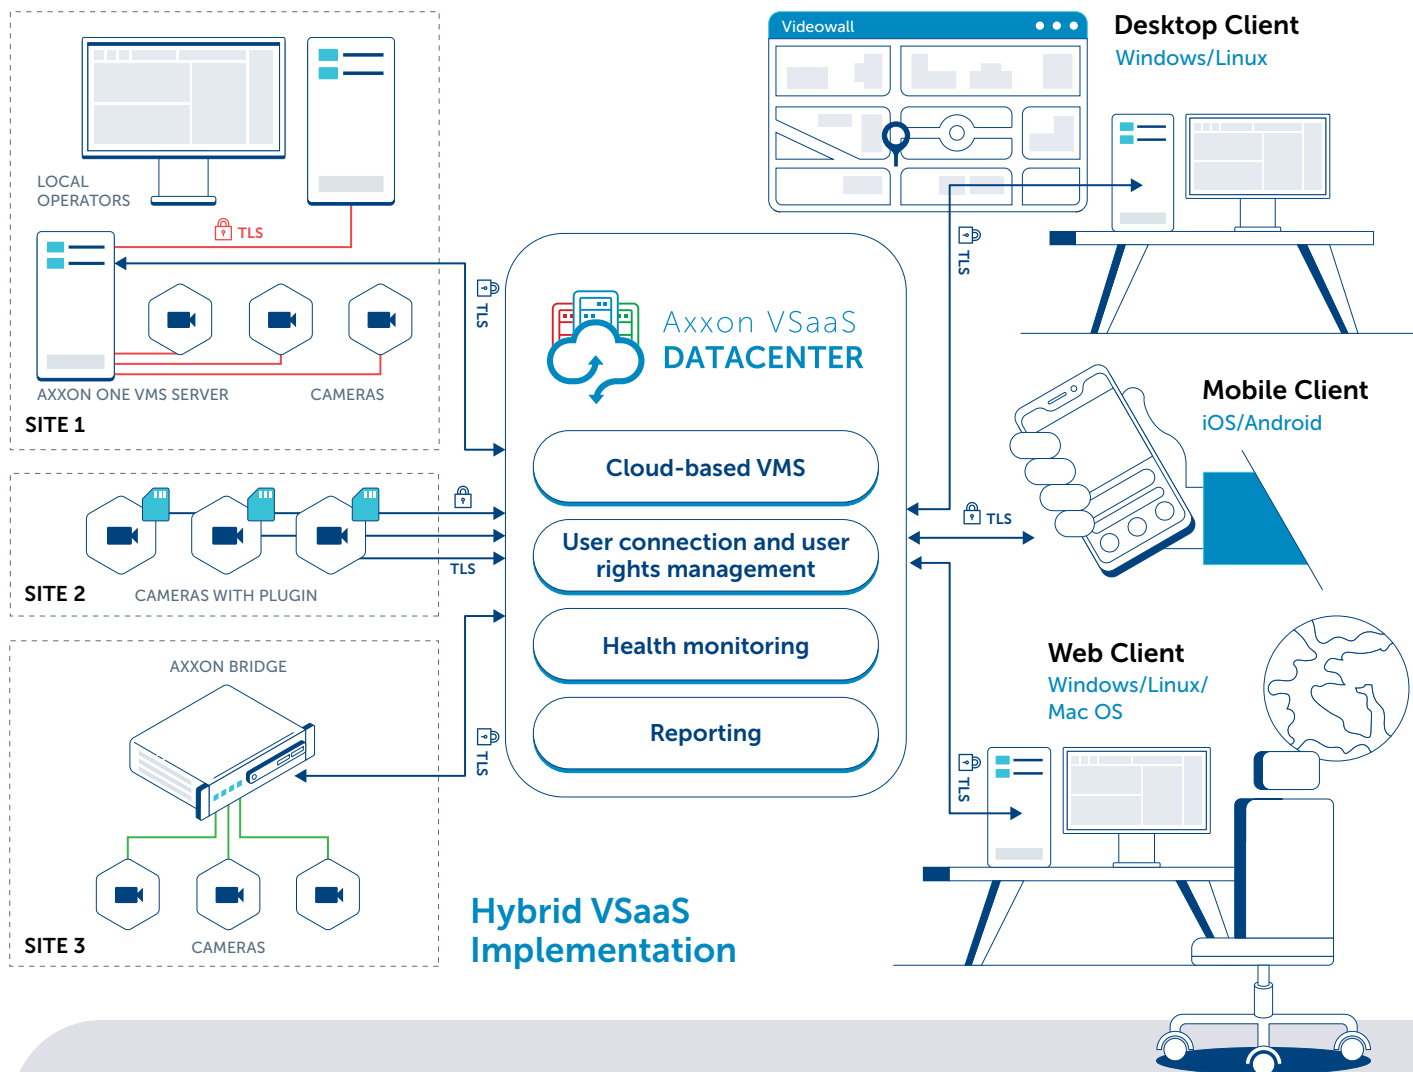 LOCAL
OPERATORS
TLS
AXXON ONE VMS SERVER
CAMERAS
SITE 1
TLS
SITE 2
CAMERAS WITH PLUGIN
TLS
AXXON BRIDGE
TLS
SITE 3
CAMERAS
Axxon VSaaS
DATACENTER
Cloud-based VMS
User connection and user
rights management
Health monitoring
Reporting
Hybrid VSaaS
Implementation
Videowall
Desktop Client
Windows/Linux
TLS
Mobile Client
iOS/Android
TLS
Web Client
Windows/Linux/
Mac OS
TLS